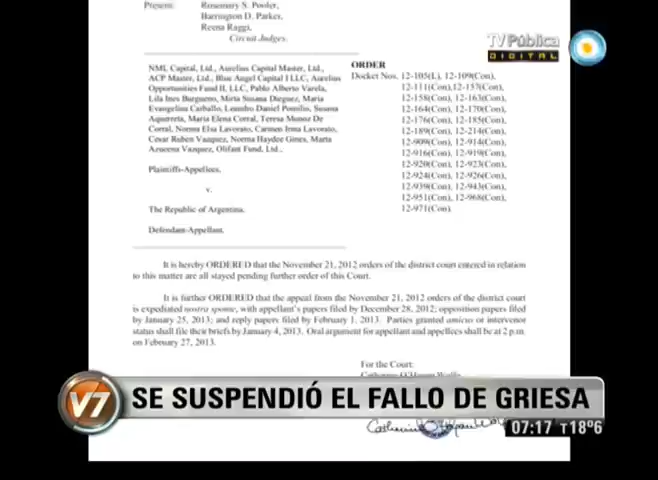 Present: Rosemary S. Pooler,
Barrington D. Parker,
Reena Raggi,
Circuit Judges.
TV Pública
DIGITAL
NML Capital, Ltd., Aurelius Capital Master, Ltd.,
ACP Master, Ltd., Blue Angel Capital I LLC, Aurelius
Opportunities Fund II, LLC, Pablo Alberto Varela,
Lila Ines Burgueno, Mirta Susana Dieguez, Maria
Evangelina Carballo, Leandro Daniel Pomilio, Susana
Aquerreta, Maria Elena Corral, Teresa Munoz De
Corral, Norma Elsa Lavorato, Carmen Irma Lavorato,
Cesar Ruben Vazquez, Norma Haydee Gines, Marta
Azucena Vazquez, Olifant Fund, Ltd.,
Plaintiffs-Appellees,
v.
The Republic of Argentina,
Defendant-Appellant.
ORDER
Docket Nos. 12-105(L), 12-109(Con),
12-111(Con), 12-157(Con),
12-158(Con), 12-163(Con),
12-164(Con), 12-170(Con),
12-176(Con), 12-185(Con),
12-189(Con), 12-214(Con),
12-909(Con), 12-914(Con),
12-916(Con), 12-919(Con),
12-920(Con), 12-923(Con),
12-924(Con), 12-926(Con),
12-939(Con), 12-943(Con),
12-951(Con), 12-968(Con),
12-971(Con).
It is hereby ORDERED that the November 21, 2012 orders of the district court entered in relation
to this matter are all stayed pending further order of this Court.
It is further ORDERED that the appeal from the November 21, 2012 orders of the district court
is expediated nostra sponte, with appellant's papers filed by December 28, 2012; opposition papers filed
by January 25, 2013; and reply papers filed by February 1, 2013. Parties granted amicus or intervenor
status shall file their briefs by January 4, 2013. Oral argument for appellant and appellees shall be at 2 p.m.
on February 27, 2013.
For the Court:
V7
SE SUSPENDIÓ EL FALLO DE GRIESA
07:17 T18°6